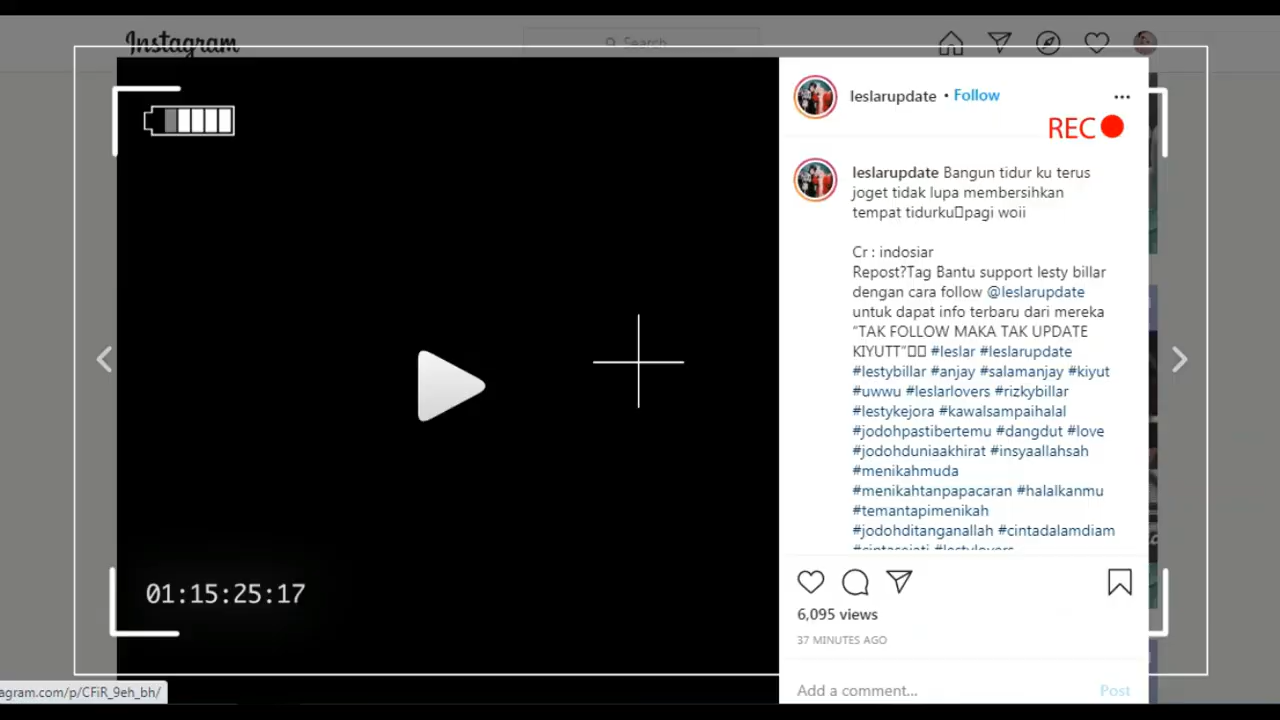 Instagram
Search
leslarupdate • Follow
REC
leslarupdate Bangun tidur ku terus
joget tidak lupa membersihkan
tempat tidurku▯pagi woii
Cr : indosiar
Repost?Tag Bantu support lesty billar
dengan cara follow @leslarupdate
untuk dapat info terbaru dari mereka
"TAK FOLLOW MAKA TAK UPDATE
KIYUTT"▯▯ #leslar #leslarupdate
#lestybillar #anjay #salamanjay #kiyut
#uwwu #leslarlovers #rizkybillar
#lestykejora #kawalsampaihalal
#jodohpastibertemu #dangdut #love
#jodohduniaakhirat #insyaallahsah
#menikahmuda
#menikahtanpapacaran #halalkanmu
#temantapimenikah
#jodohditanganallah #cintadalamdiam
#cintasejati #lestylovers
01:15:25:17
6,095 views
37 MINUTES AGO
Add a comment... Post
agram.com/p/CFiR_9eh_bh/